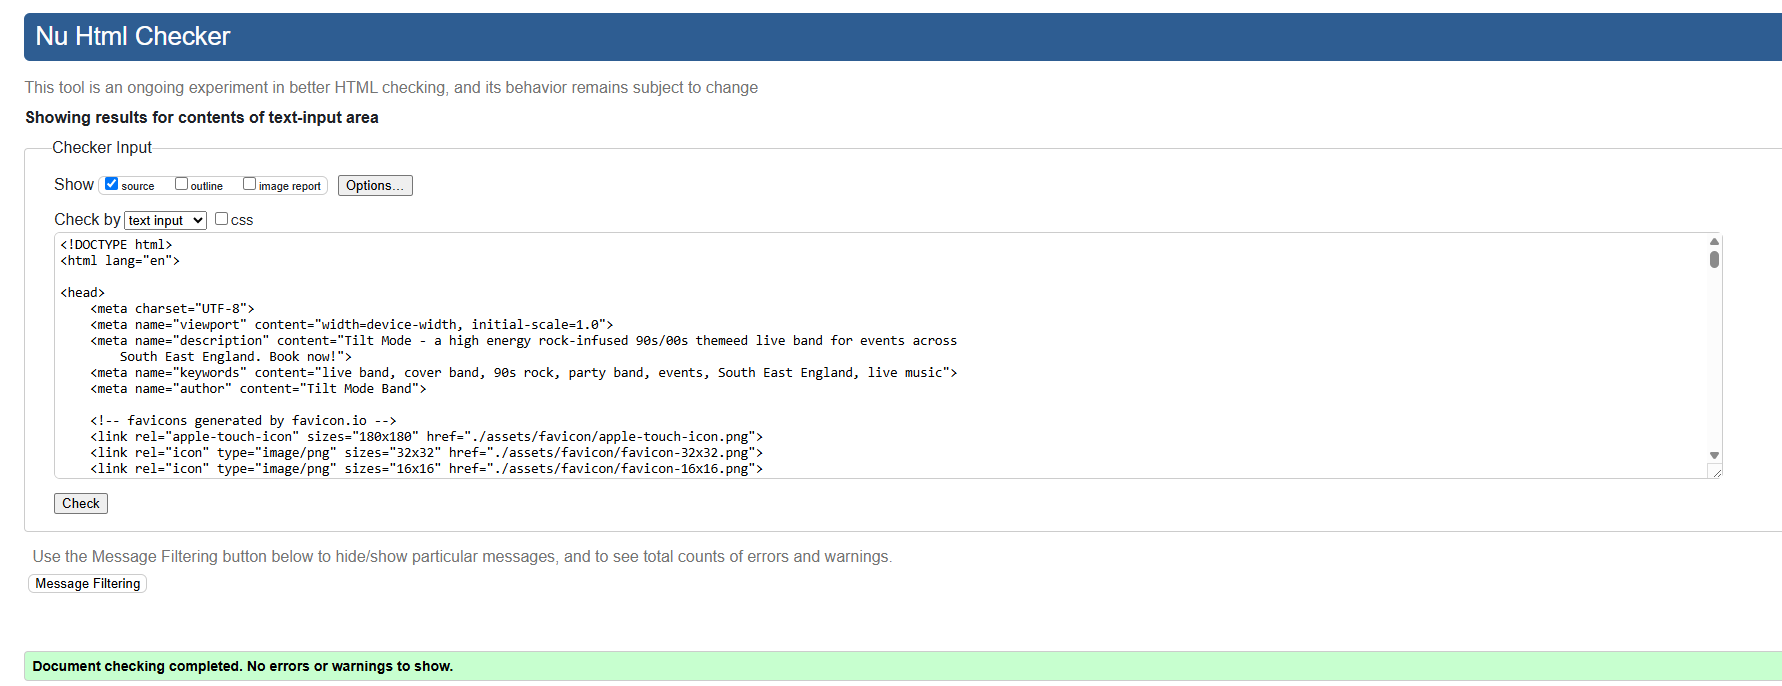 Nu Html Checker
This tool is an ongoing experiment in better HTML checking, and its behavior remains subject to change
Showing results for contents of text-input area
Checker Input
Show source outline image report Options...
Check by text input css
<!DOCTYPE html>
<html lang="en">
<head>
<meta charset="UTF-8">
<meta name="viewport" content="width=device-width, initial-scale=1.0">
<meta name="description" content="Tilt Mode - a high energy rock-infused 90s/00s themeed live band for events across
South East England. Book now!">
<meta name="keywords" content="live band, cover band, 90s rock, party band, events, South East England, live music">
<meta name="author" content="Tilt Mode Band">
<!-- favicons generated by favicon.io -->
<link rel="apple-touch-icon" sizes="180x180" href="./assets/favicon/apple-touch-icon.png">
<link rel="icon" type="image/png" sizes="32x32" href="./assets/favicon/favicon-32x32.png">
<link rel="icon" type="image/png" sizes="16x16" href="./assets/favicon/favicon-16x16.png">
Check
Use the Message Filtering button below to hide/show particular messages, and to see total counts of errors and warnings.
Message Filtering
Document checking completed. No errors or warnings to show.